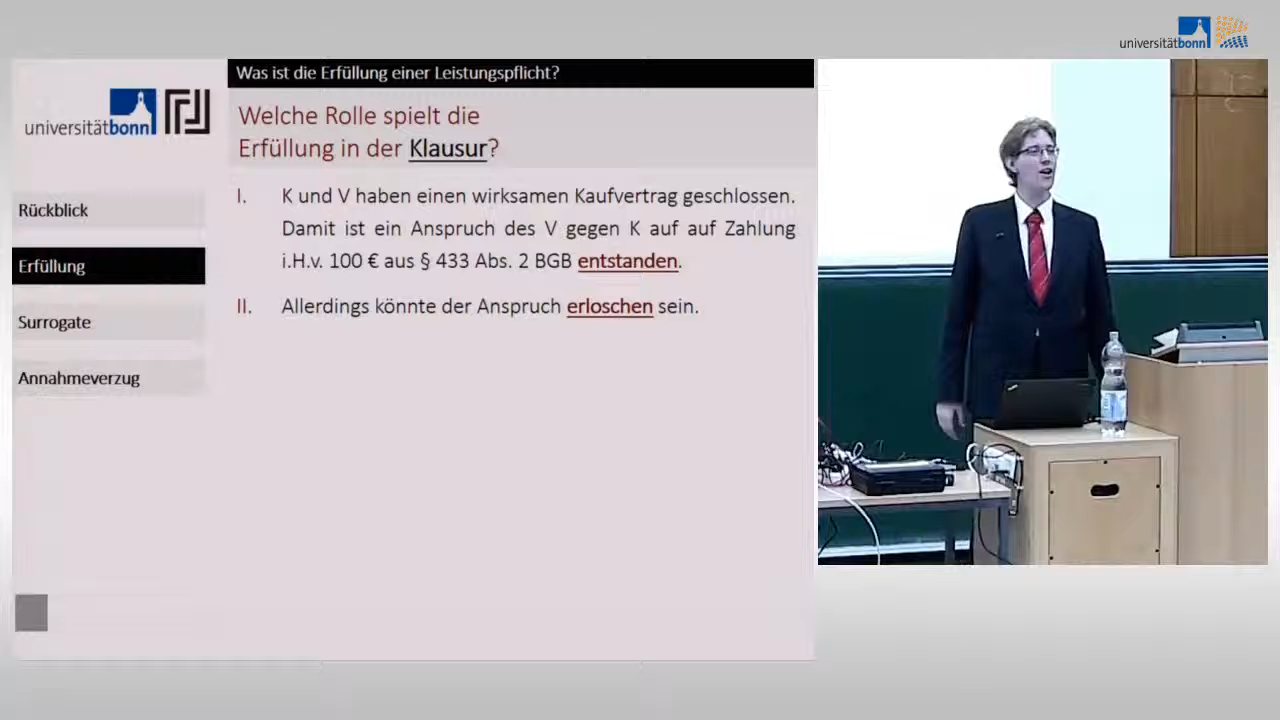 universitätbonn
Was ist die Erfüllung einer Leistungspflicht?
universitätbonn
Welche Rolle spielt die
Erfüllung in der Klausur?
Rückblick
Erfüllung
Surrogate
Annahmeverzug
I. K und V haben einen wirksamen Kaufvertrag geschlossen.
Damit ist ein Anspruch des V gegen K auf auf Zahlung
i.H.v. 100 € aus § 433 Abs. 2 BGB entstanden.
II. Allerdings könnte der Anspruch erloschen sein.